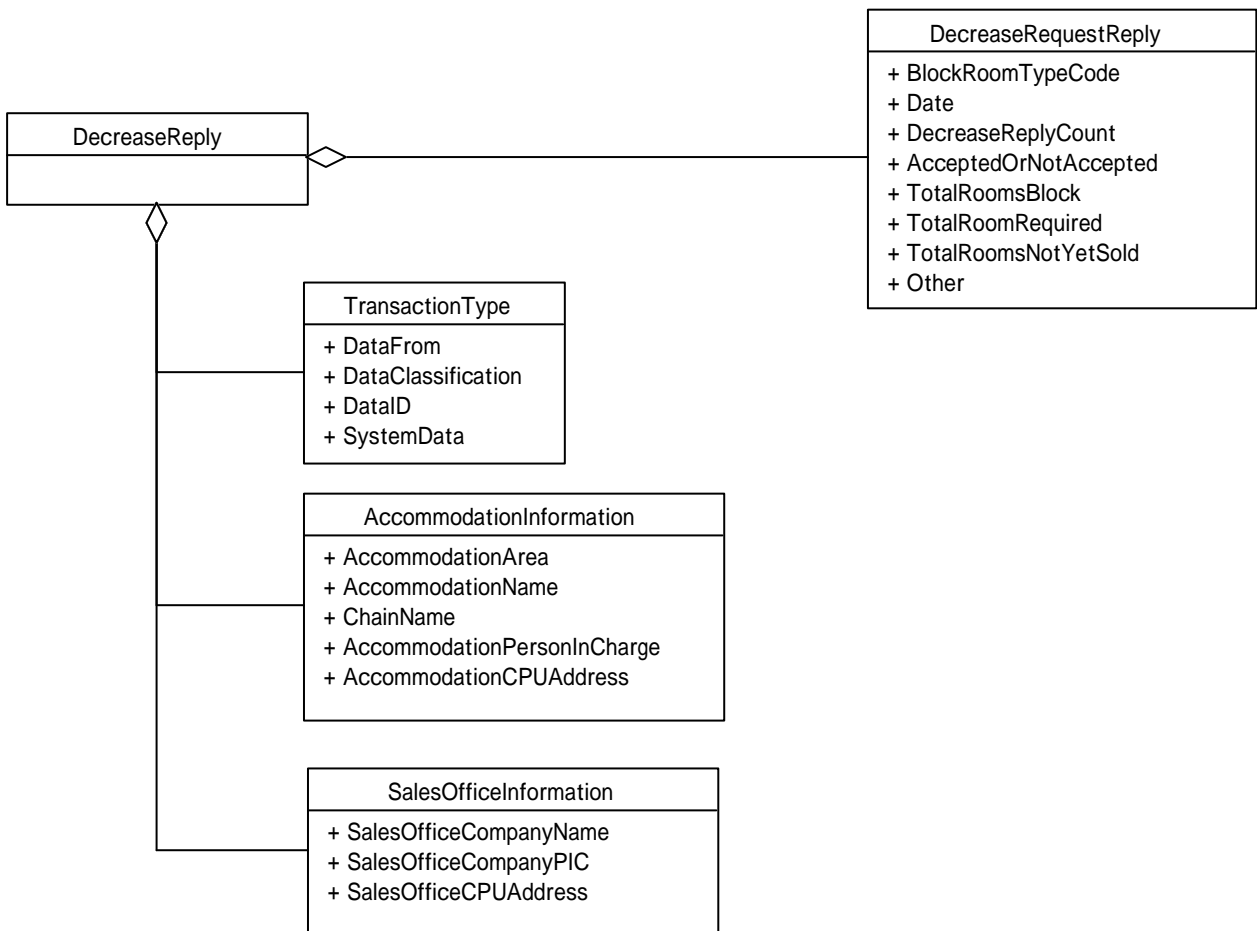 DecreaseRequestReply
+ BlockRoomTypeCode
+ Date
+ DecreaseReplyCount
+ AcceptedOrNotAccepted
+ TotalRoomsBlock
+ TotalRoomRequired
+ TotalRoomsNotYetSold
+ Other
DecreaseReply
TransactionType
+ DataFrom
+ DataClassification
+ DataID
+ SystemData
AccommodationInformation
+ AccommodationArea
+ AccommodationName
+ ChainName
+ AccommodationPersonInCharge
+ AccommodationCPUAddress
SalesOfficeInformation
+ SalesOfficeCompanyName
+ SalesOfficeCompanyPIC
+ SalesOfficeCPUAddress